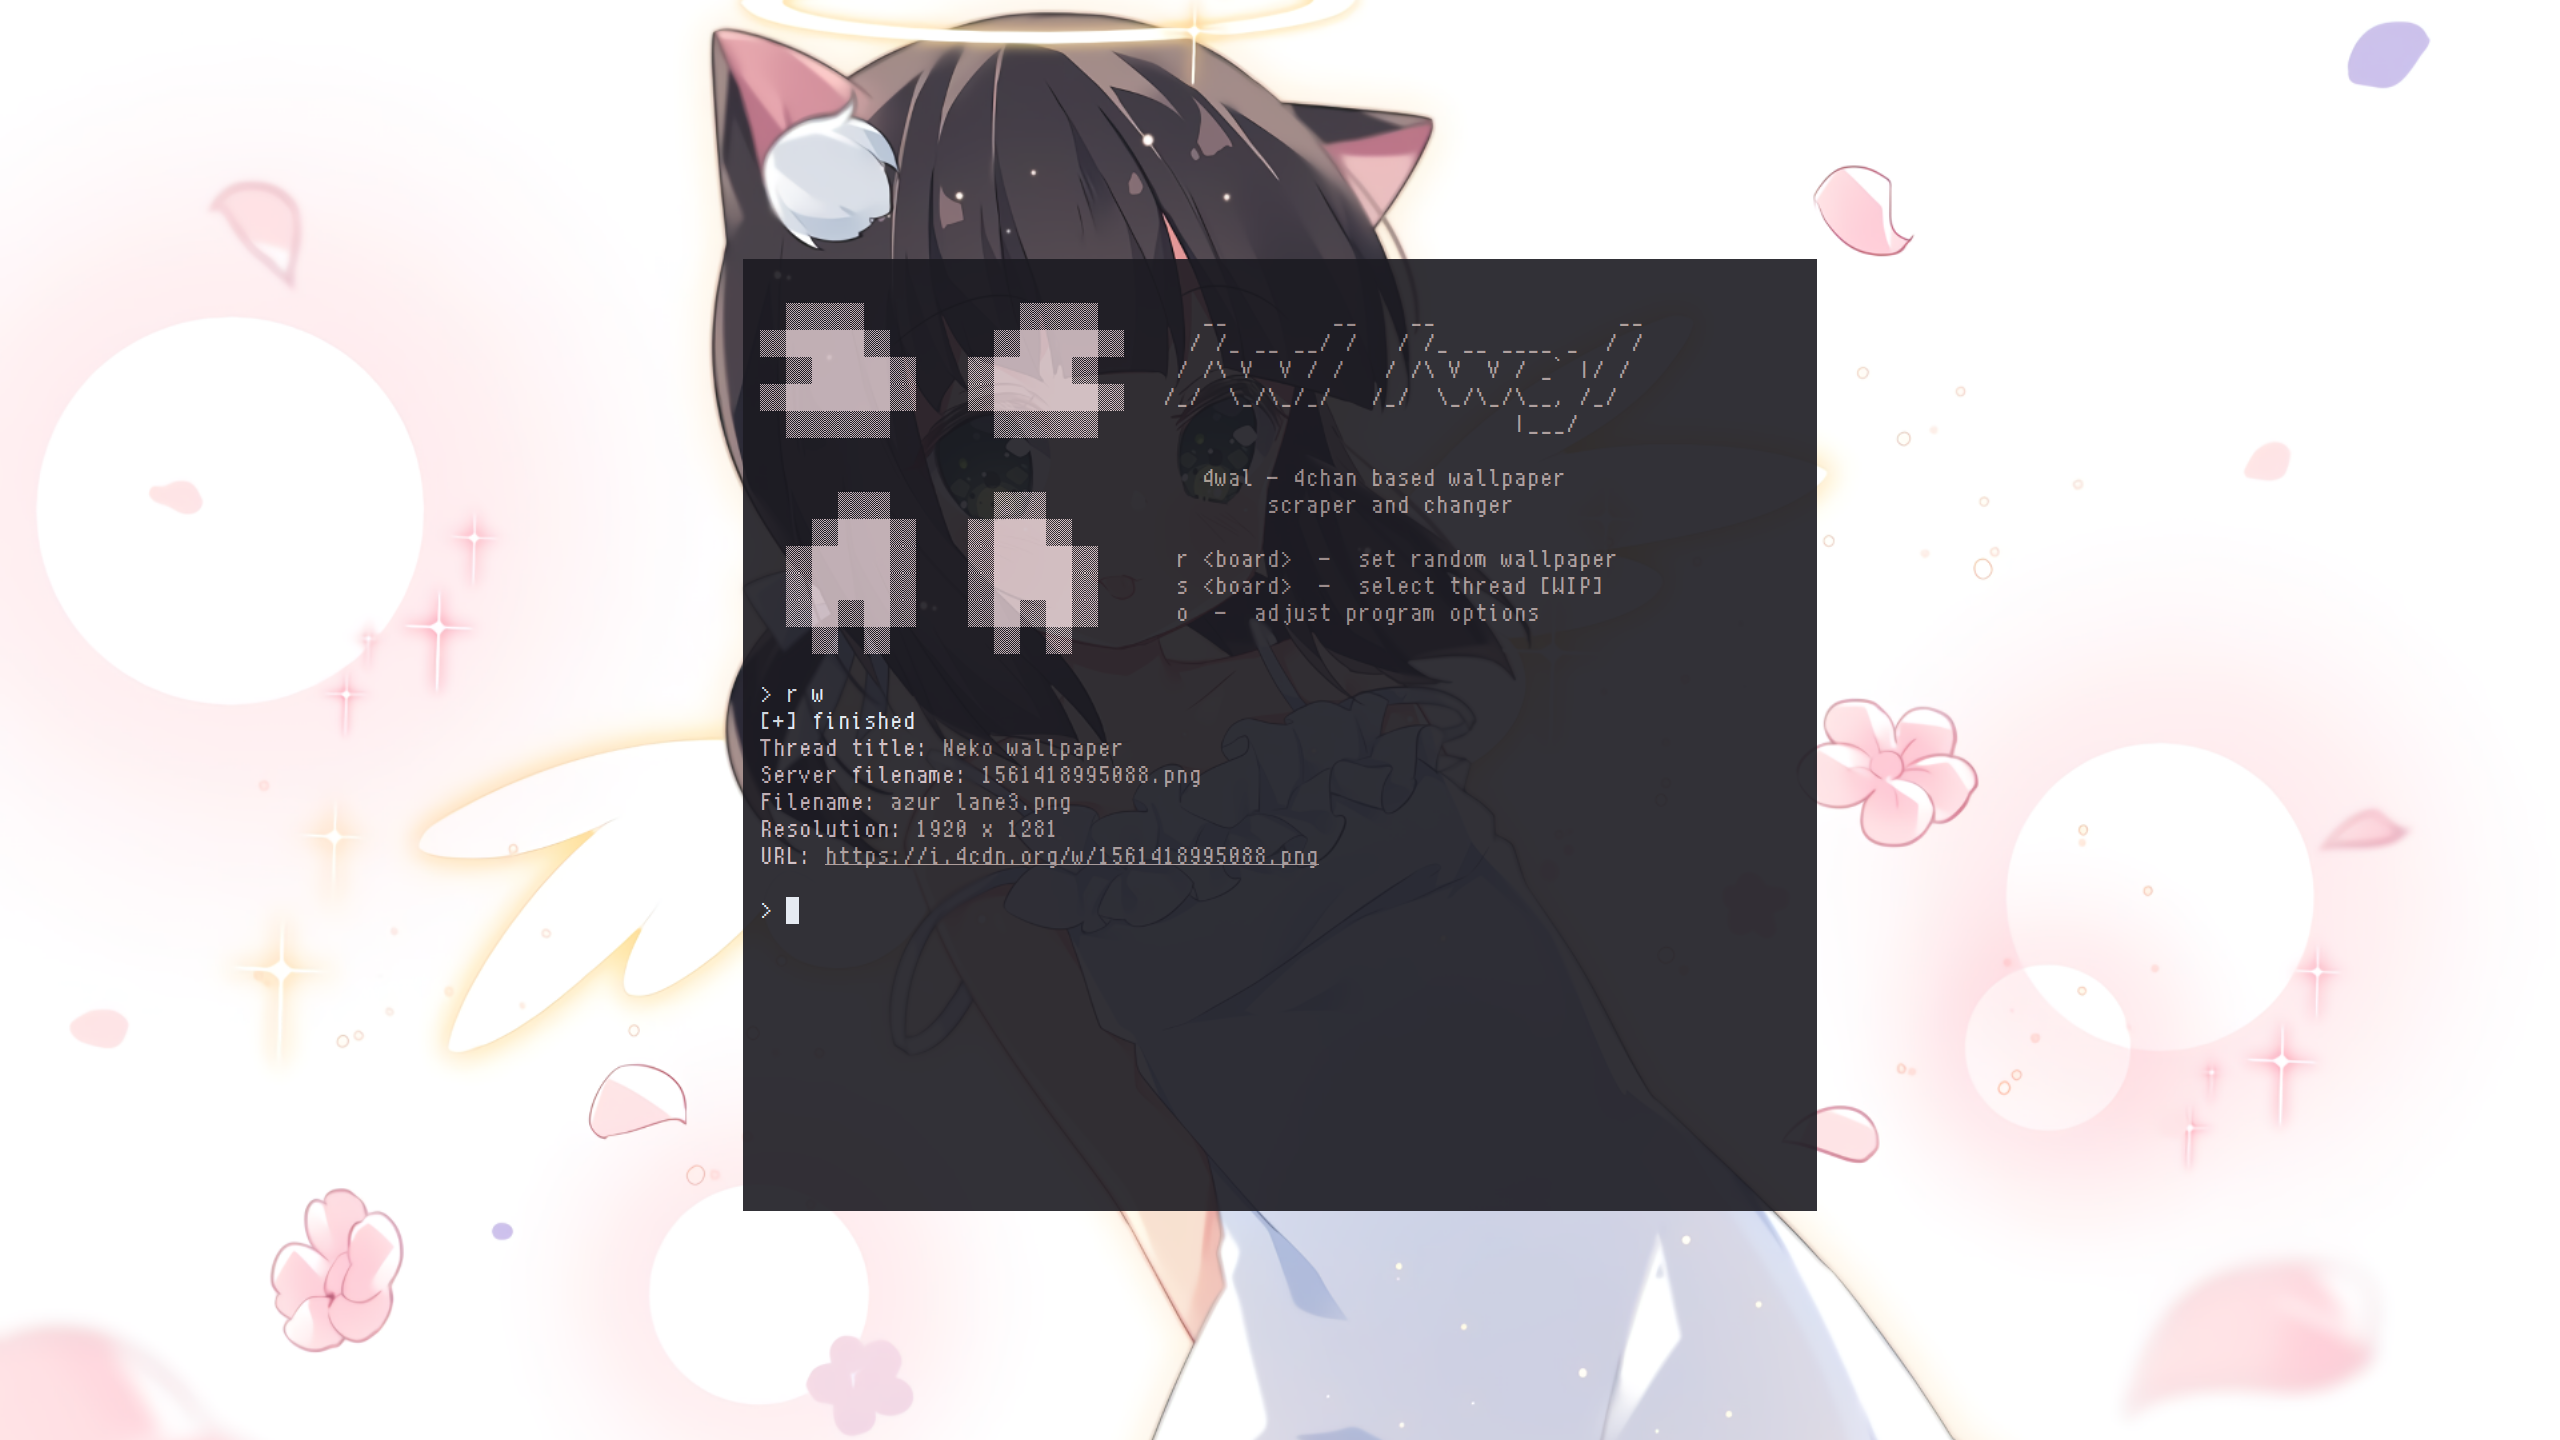 /w/ /wg/
4wal - 4chan based wallpaper
scraper and changer
r <board> - set random wallpaper
s <board> - select thread [WIP]
o - adjust program options
> r w
[+] finished
Thread title: Neko wallpaper
Server filename: 1561418995088.png
Filename: azur lane3.png
Resolution: 1920 x 1281
URL: https://i.4cdn.org/w/1561418995088.png
>